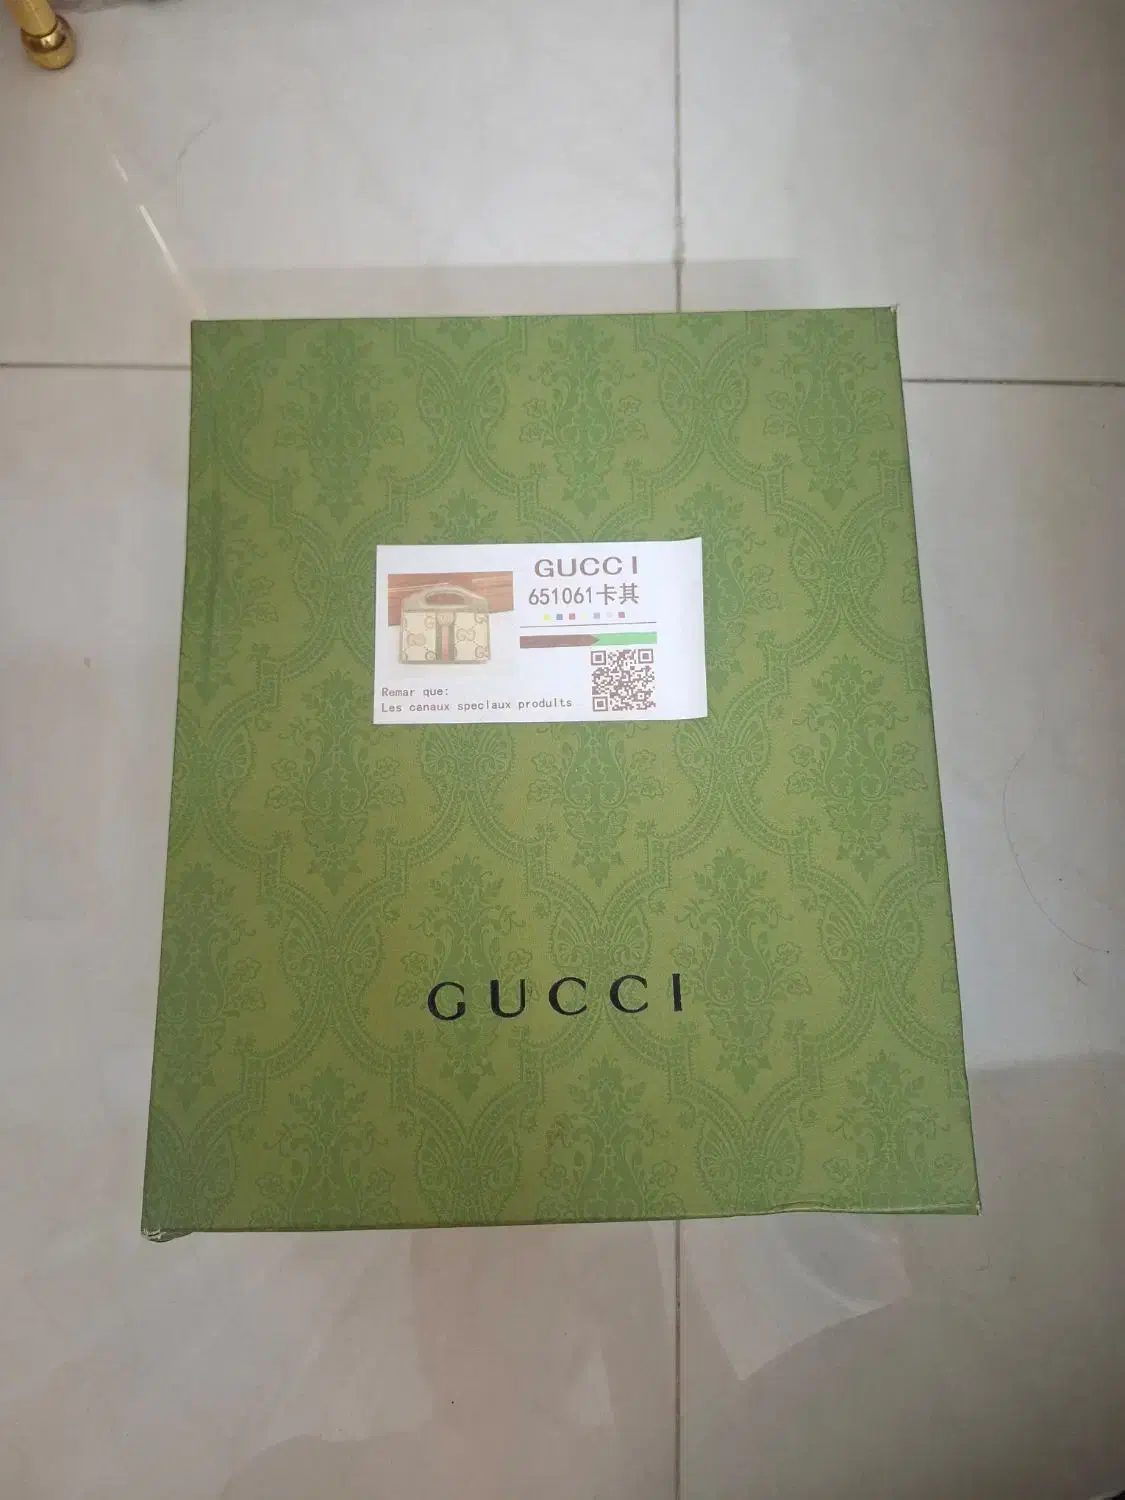 GUCCI
651061卡其
Remar que:
Les canaux speclaux prodults
GUCCI